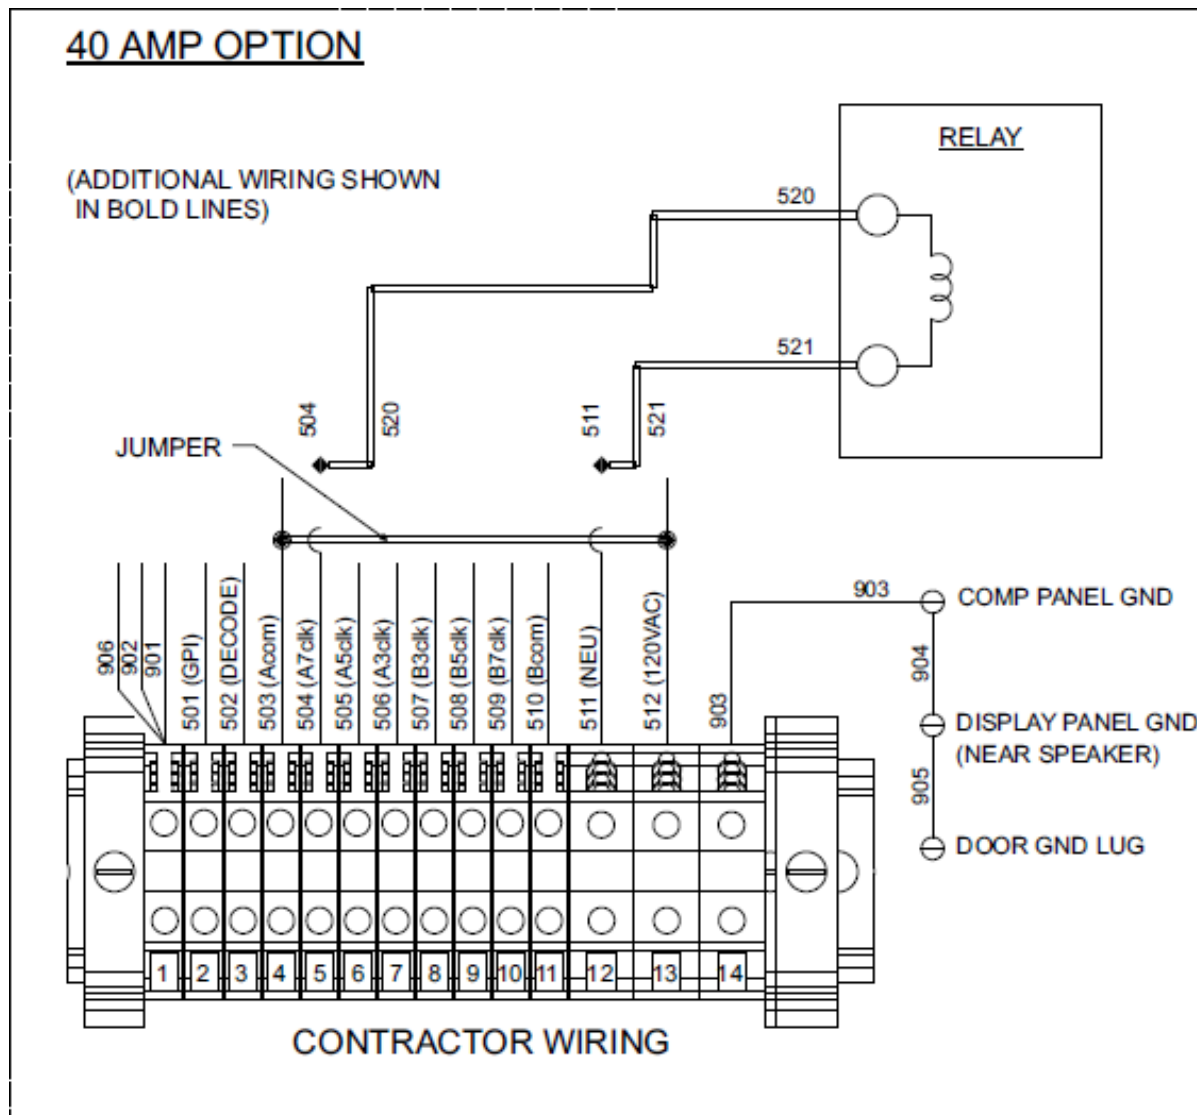 40 AMP OPTION
(ADDITIONAL WIRING SHOWN
IN BOLD LINES)
RELAY
520
521
504
520
511
521
JUMPER
906
902
901
501 (GPI)
502 (DECODE)
503 (Acom)
504 (A7clk)
505 (A5clk)
506 (A3clk)
507 (B3clk)
508 (B5clk)
509 (B7clk)
510 (Bcom)
511 (NEU)
512 (120VAC)
903
903
COMP PANEL GND
904
DISPLAY PANEL GND
(NEAR SPEAKER)
905
DOOR GND LUG
1 2 3 4 5 6 7 8 9 10 11 12 13 14
CONTRACTOR WIRING